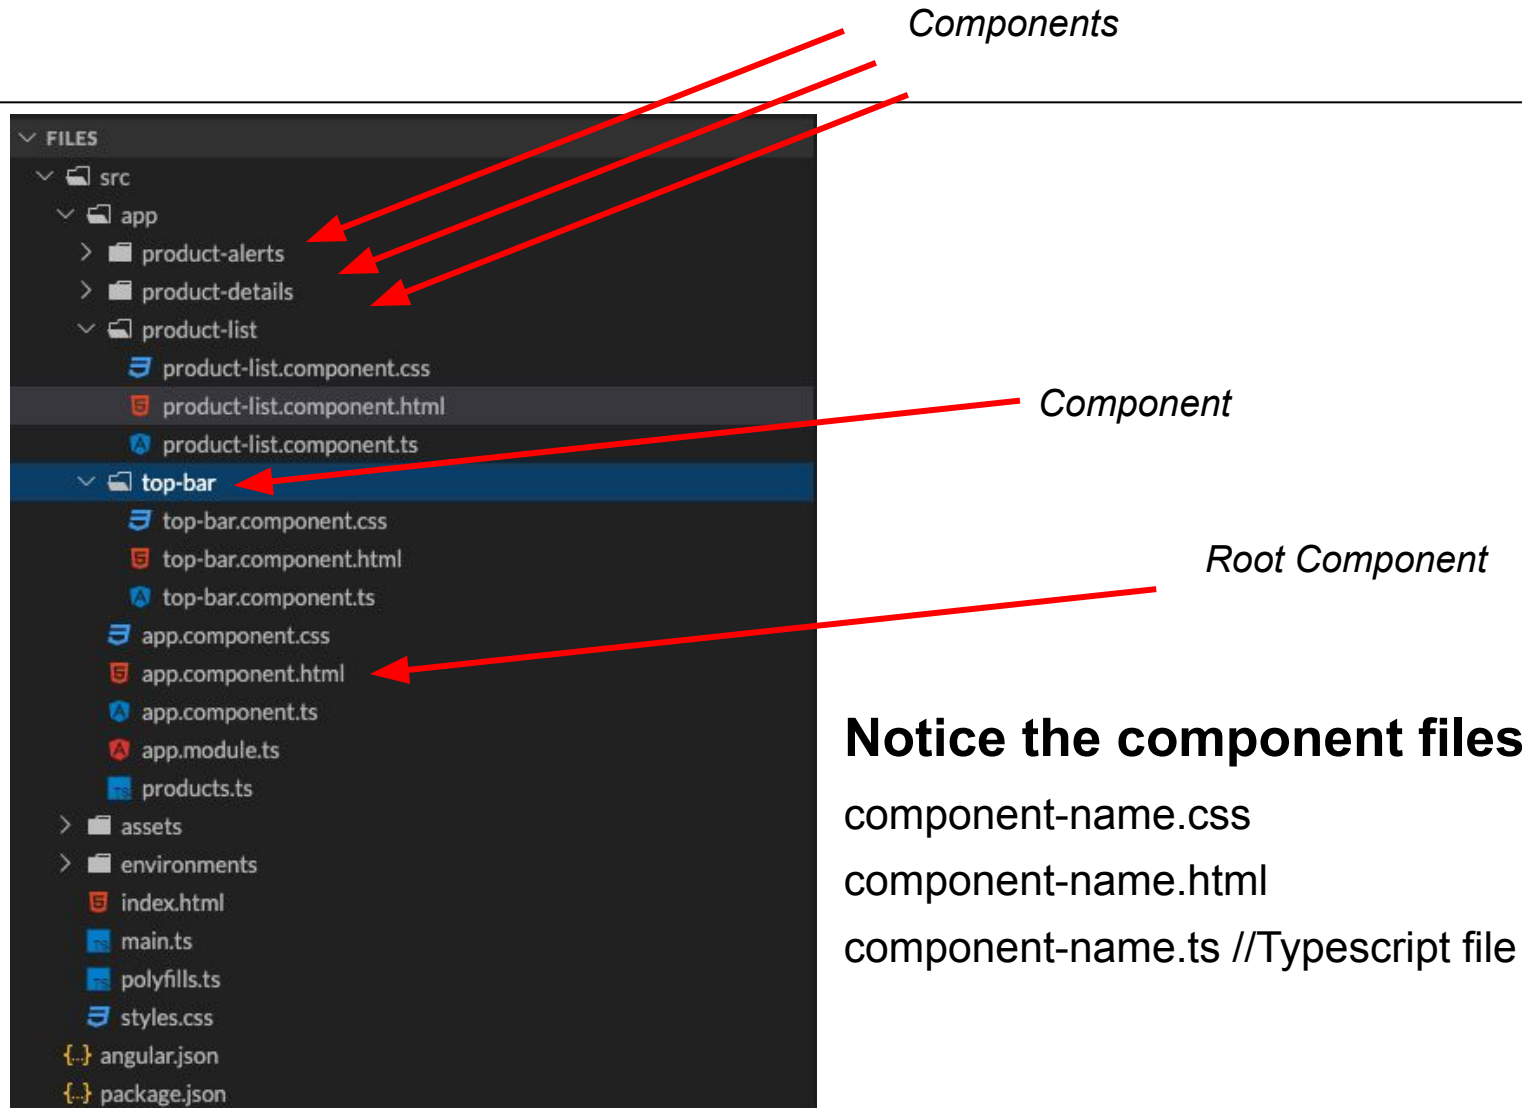 Components
FILES
src
app
product-alerts
product-details
product-list
product-list.component.css
product-list.component.html
product-list.component.ts
top-bar
top-bar.component.css
top-bar.component.html
top-bar.component.ts
app.component.css
app.component.html
app.component.ts
app.module.ts
products.ts
assets
environments
index.html
main.ts
polyfills.ts
styles.css
{..} angular.json
{..} package.json
Component
Root Component
Notice the component files
component-name.css
component-name.html
component-name.ts //Typescript file